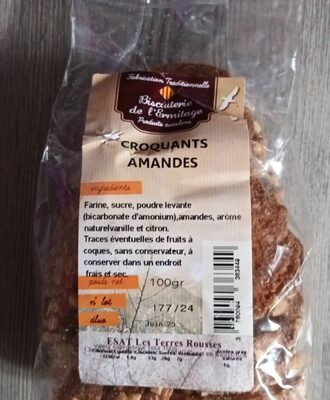 Fabrication Traditionnelle
Biscuiterie
de l'Ermitage
Produits catalans
CROQUANTS
AMANDES
ingrédients
Farine, sucre, poudre levante
(bicarbonate d'amonium),amandes, arôme
naturelvanille et citron.
Traces éventuelles de fruits à
coques, sans conservateur, à
conserver dans un endroit
frais et sec.
poids net 100gr
n° lot 177/24
dluo Juin 25
ESAT Les Terres Rousses